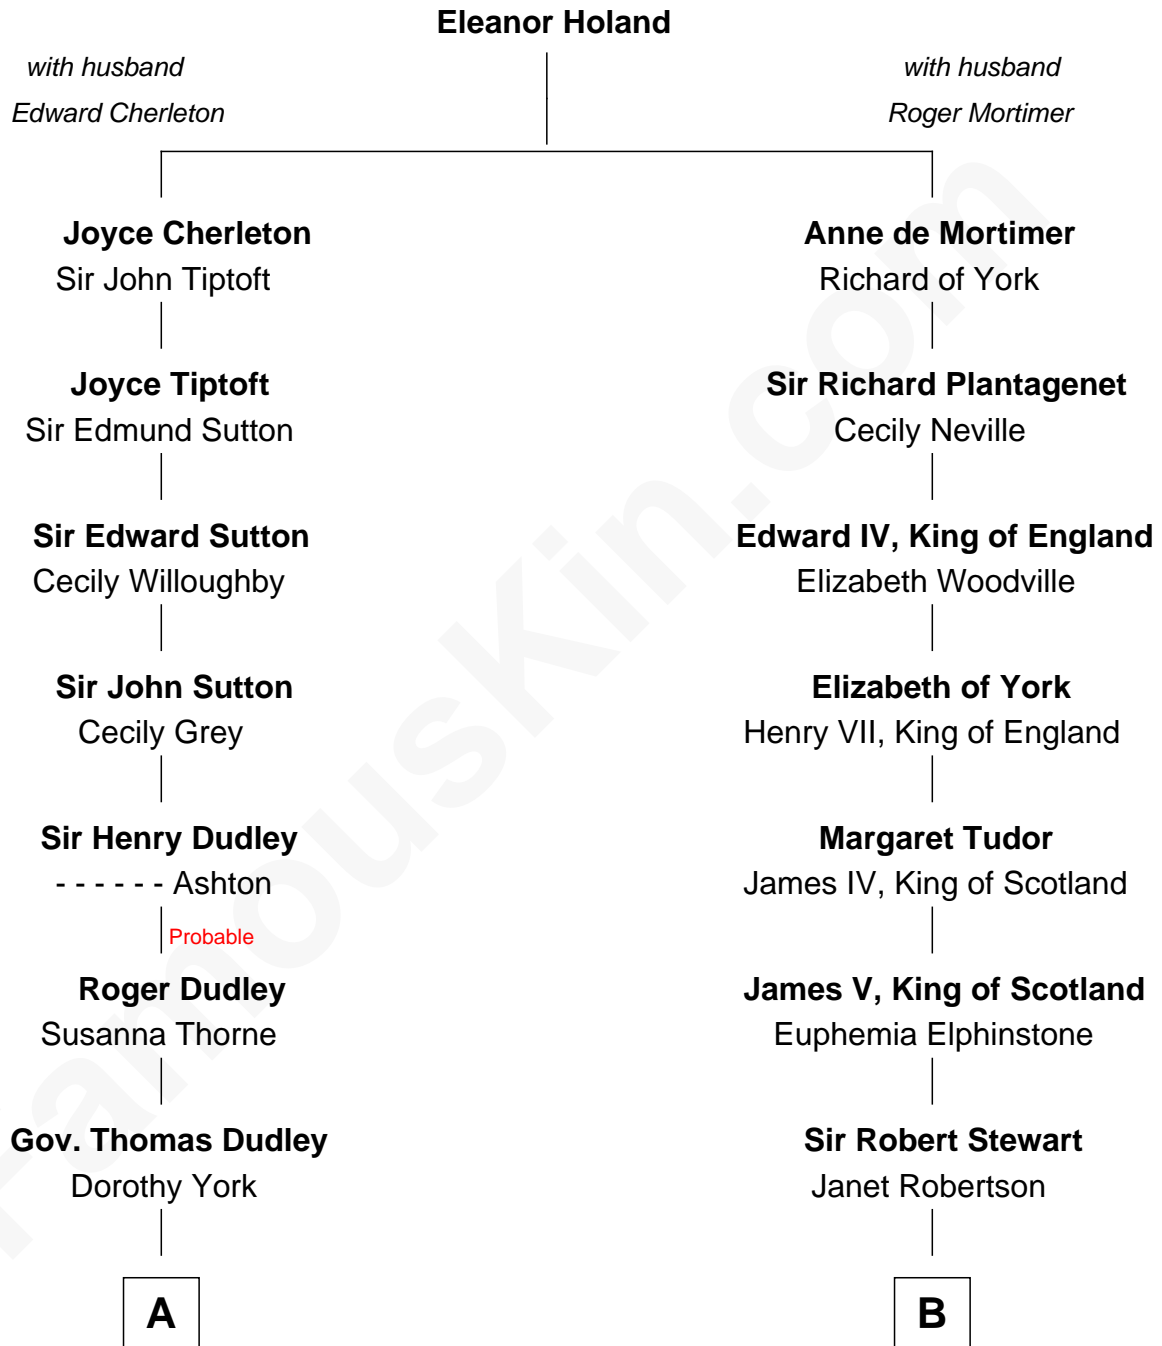 Eleanor Holand
with husband
Edward Cherleton
with husband
Roger Mortimer
Joyce Cherleton
Sir John Tiptoft
Anne de Mortimer
Richard of York
Joyce Tiptoft
Sir Edmund Sutton
Sir Richard Plantagenet
Cecily Neville
Sir Edward Sutton
Cecily Willoughby
Edward IV, King of England
Elizabeth Woodville
Sir John Sutton
Cecily Grey
Elizabeth of York
Henry VII, King of England
Sir Henry Dudley
- - - - - - Ashton
Margaret Tudor
James IV, King of Scotland
Probable
Roger Dudley
Susanna Thorne
James V, King of Scotland
Euphemia Elphinstone
Gov. Thomas Dudley
Dorothy York
Sir Robert Stewart
Janet Robertson
A
B
FamousKin.com